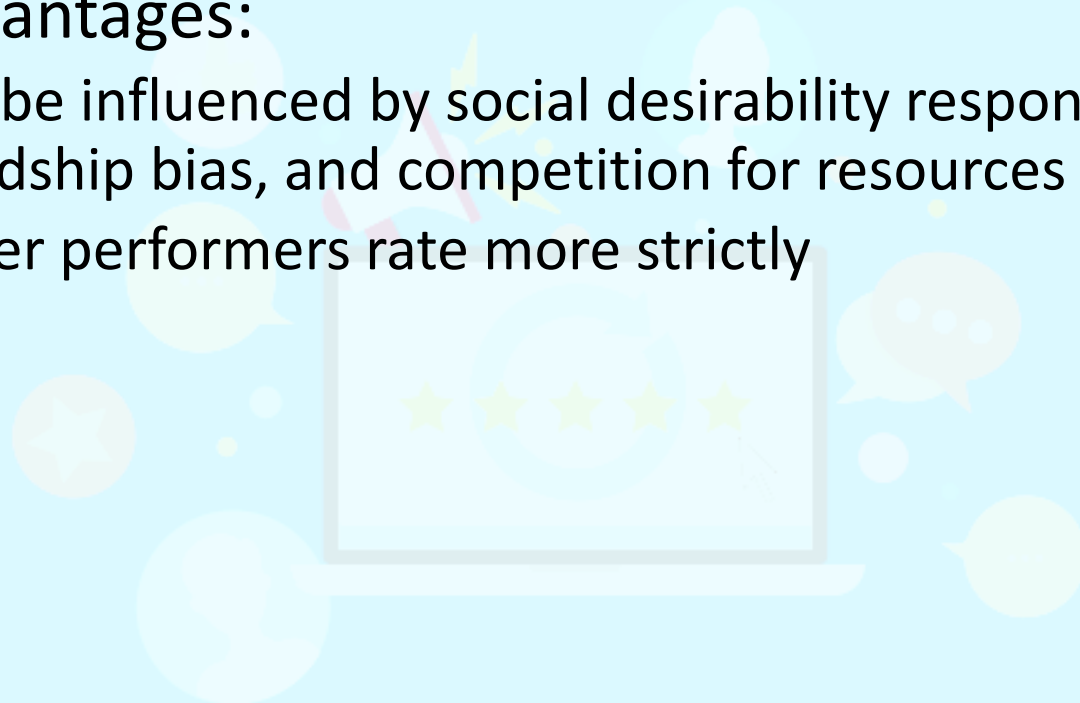 antages:
be influenced by social desirability respon
dship bias, and competition for resources
er performers rate more strictly